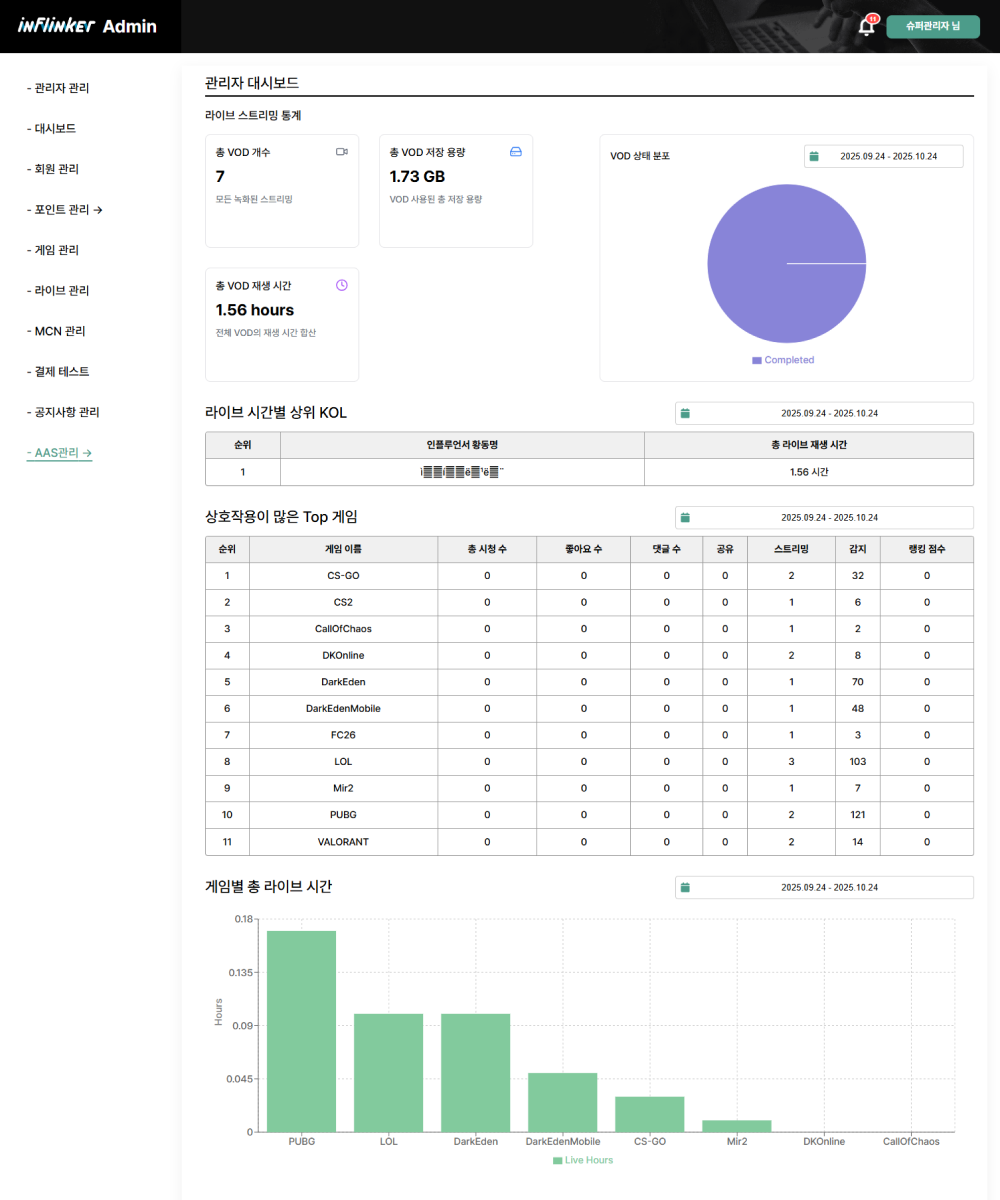 inFlinker Admin
11
슈퍼관리자 님
- 관리자 관리
- 대시보드
- 회원 관리
- 포인트 관리 →
- 게임 관리
- 라이브 관리
- MCN 관리
- 결제 테스트
- 공지사항 관리
- AAS관리 →
관리자 대시보드
라이브 스트리밍 통계
총 VOD 개수
7
모든 녹화된 스트리밍
총 VOD 저장 용량
1.73 GB
VOD 사용된 총 저장 용량
총 VOD 재생 시간
1.56 hours
전체 VOD의 재생 시간 합산
VOD 상태 분포
2025.09.24 - 2025.10.24
Completed
라이브 시간별 상위 KOL
2025.09.24 - 2025.10.24
순위 인플루언서 활동명 총 라이브 재생 시간
1 1.56 시간
상호작용이 많은 Top 게임
2025.09.24 - 2025.10.24
순위 게임 이름 총 시청 수 좋아요 수 댓글 수 공유 스트리밍 감지 랭킹 점수
1 CS-GO 0 0 0 0 2 32 0
2 CS2 0 0 0 0 1 6 0
3 CallOfChaos 0 0 0 0 1 2 0
4 DKOnline 0 0 0 0 2 8 0
5 DarkEden 0 0 0 0 1 70 0
6 DarkEdenMobile 0 0 0 0 1 48 0
7 FC26 0 0 0 0 1 3 0
8 LOL 0 0 0 0 3 103 0
9 Mir2 0 0 0 0 1 7 0
10 PUBG 0 0 0 0 2 121 0
11 VALORANT 0 0 0 0 2 14 0
게임별 총 라이브 시간
2025.09.24 - 2025.10.24
0.18
0.135
0.09
0.045
0
Hours
PUBG LOL DarkEden DarkEdenMobile CS-GO Mir2 DKOnline CallOfChaos
Live Hours